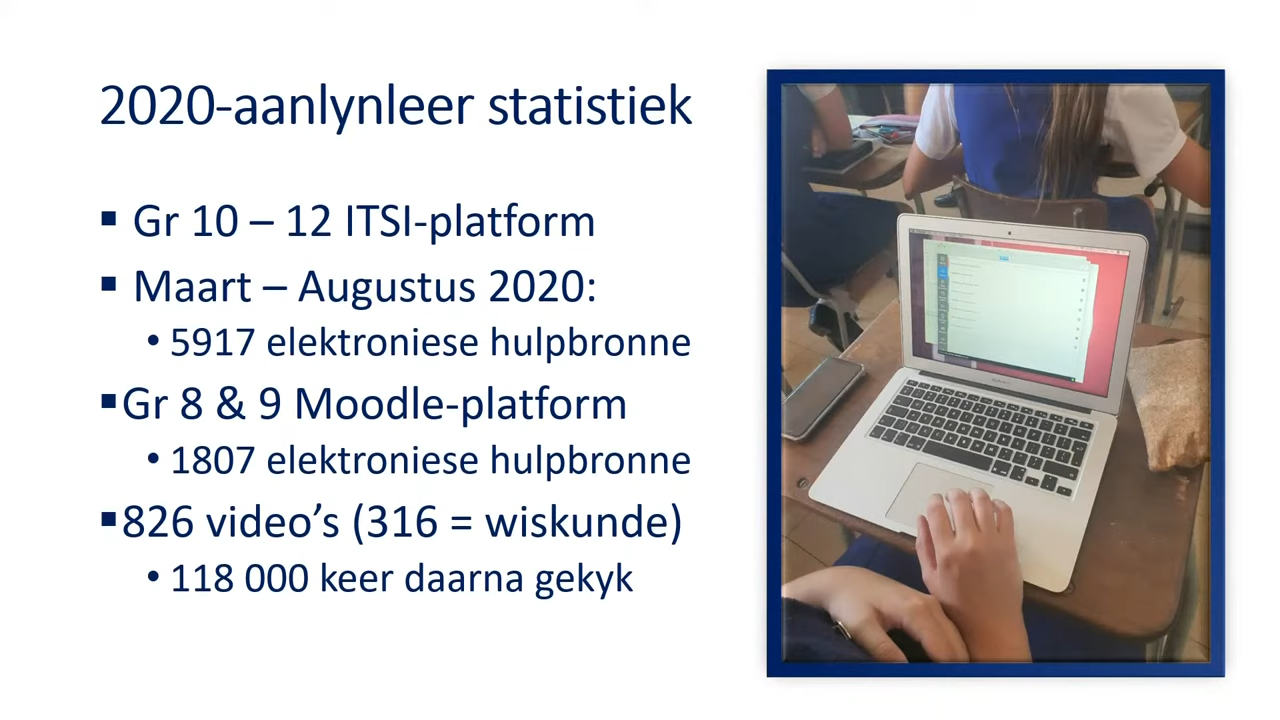 2020-aanlynleer statistiek
▪ Gr 10 – 12 ITSI-platform
▪ Maart – Augustus 2020:
• 5917 elektroniese hulpbronne
▪Gr 8 & 9 Moodle-platform
• 1807 elektroniese hulpbronne
▪826 video’s (316 = wiskunde)
• 118 000 keer daarna gekyk